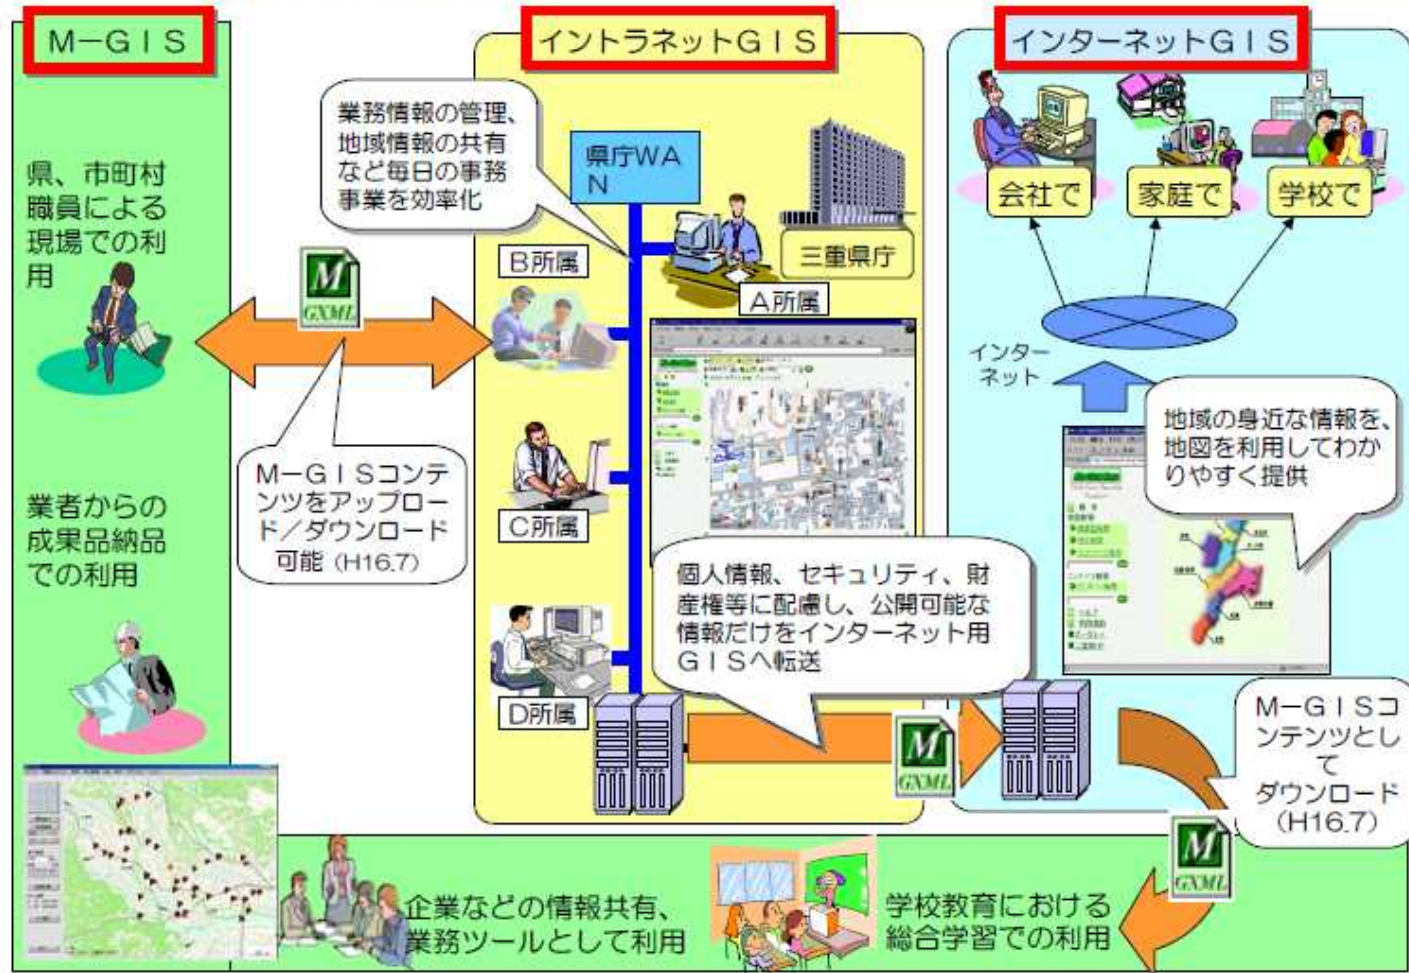 M－ＧＩＳ
イントラネットＧＩＳ
インターネットＧＩＳ
県、市町村
職員による
現場での利
用
業者からの
成果品納品
での利用
業務情報の管理、
地域情報の共有
など毎日の事務
事業を効率化
県庁WA
N
三重県庁
A所属
B所属
C所属
D所属
M
GXML
M－ＧＩＳコンテ
ンツをアップロー
ド／ダウンロード
可能（H16.7）
個人情報、セキュリティ、財
産権等に配慮し、公開可能な
情報だけをインターネット用
ＧＩＳへ転送
M
GXML
会社で
家庭で
学校で
インター
ネット
地域の身近な情報を、
地図を利用してわか
りやすく提供
M－ＧＩＳコ
ンテンツとし
て
ダウンロード
（H16.7）
M
GXML
企業などの情報共有、
業務ツールとして利用
学校教育における
総合学習での利用